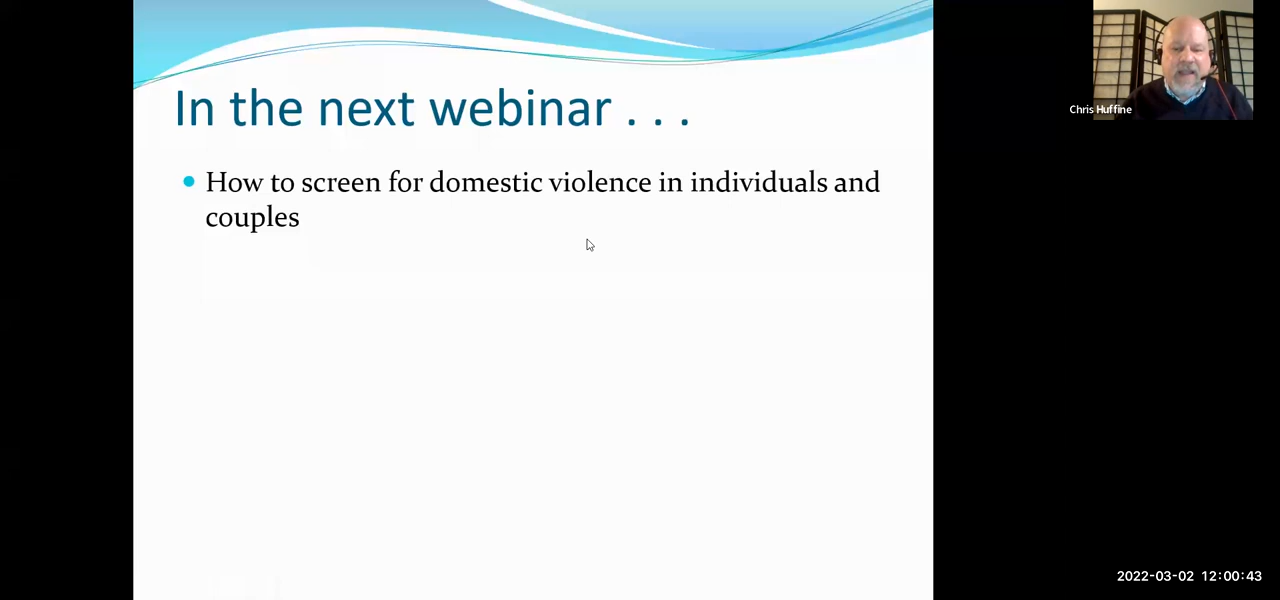 In the next webinar . . .
• How to screen for domestic violence in individuals and
couples
Chris Huffine
2022-03-02 12:00:43